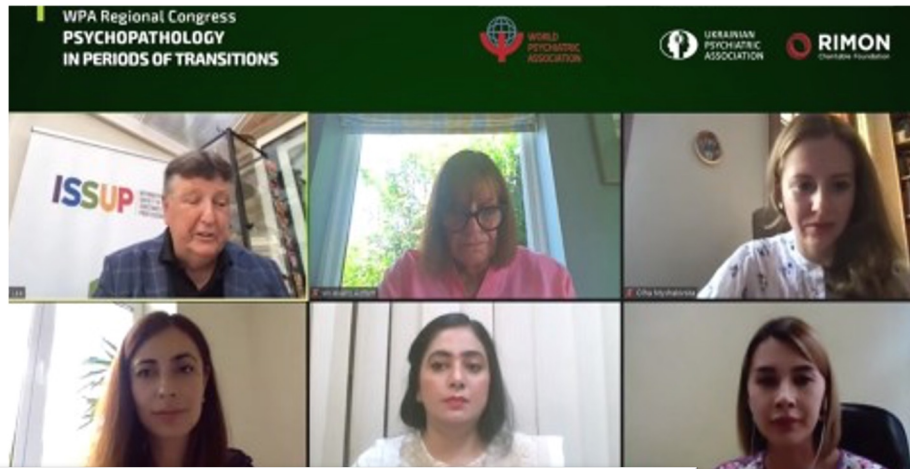 WPA Regional Congress
PSYCHOPATHOLOGY
IN PERIODS OF TRANSITIONS
WORLD
PSYCHIATRIC
ASSOCIATION
UKRAINIAN
PSYCHIATRIC
ASSOCIATION
RIMON
Charitable Foundation
ISSUP
Olha Myshakivska